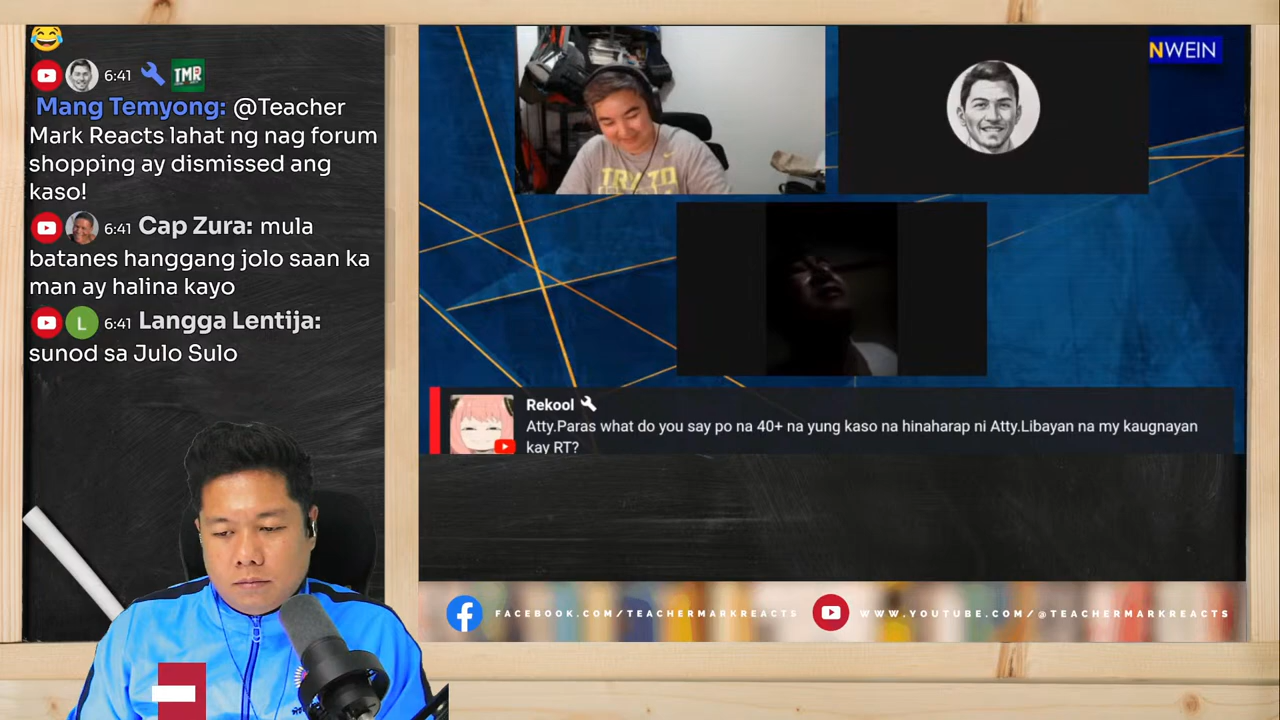 6:41 TMR
Mang Temyong: @Teacher
Mark Reacts lahat ng nag forum
shopping ay dismissed ang
kaso!
6:41 Cap Zura: mula
batanes hanggang jolo saan ka
man ay halina kayo
L 6:41 Langga Lentija:
sunod sa Julo Sulo
NWEIN
TRY TO
Rekool
Atty.Paras what do you say po na 40+ na yung kaso na hinaharap ni Atty.Libayan na my kaugnayan
kay RT?
FACEBOOK.COM/TEACHERMARKREACTS
WWW.YOUTUBE.COM/@TEACHERMARKREACTS